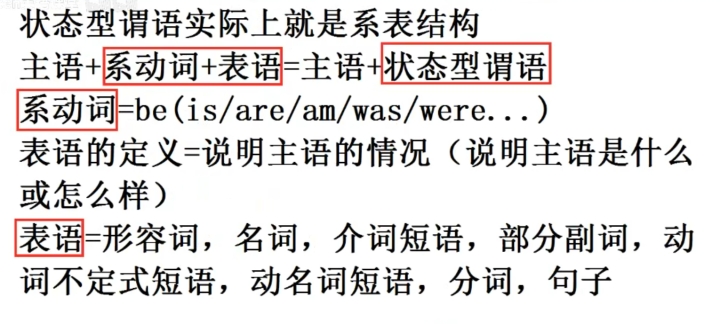 状态型谓语实际上就是系表结构
主语+系动词+表语=主语+状态型谓语
系动词=be(is/are/am/was/were...)
表语的定义=说明主语的情况（说明主语是什么
或怎么样）
表语=形容词，名词，介词短语，部分副词，动
词不定式短语，动名词短语，分词，句子